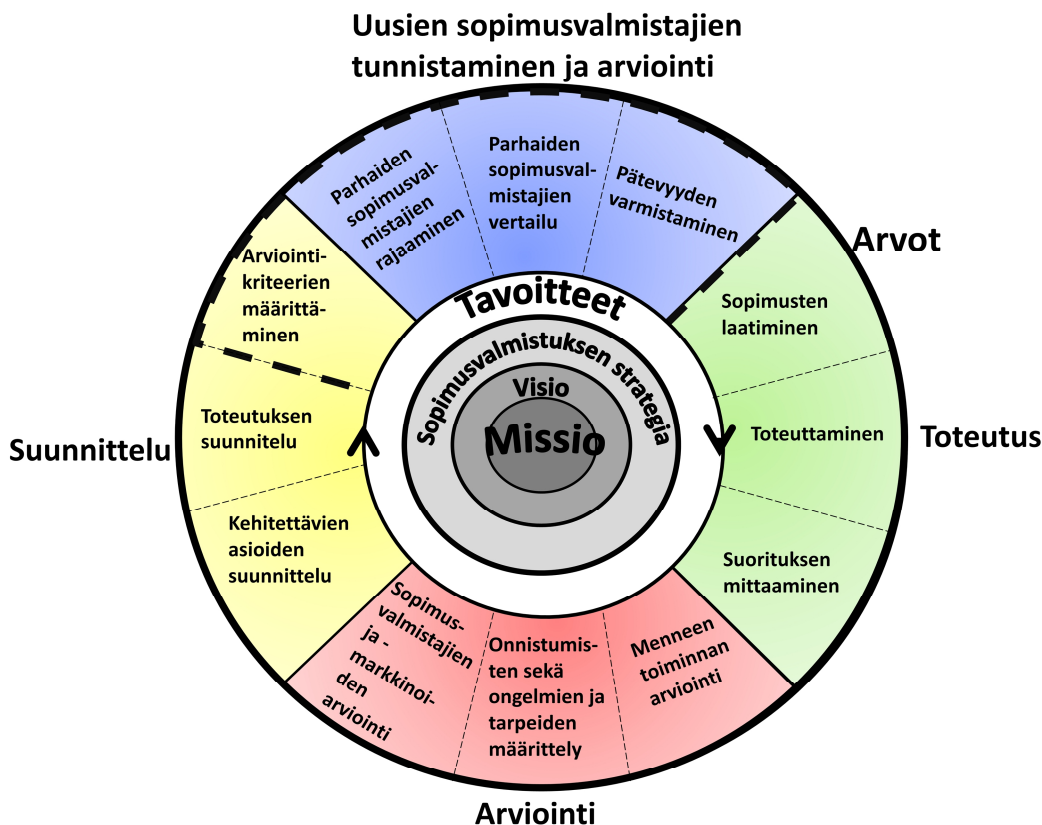 Uusien sopimusvalmistajien
tunnistaminen ja arviointi
Parhaiden
sopimusval-
mistajien
rajaaminen
Parhaiden
sopimusval-
mistajien
vertailu
Pätevyyden
varmistaminen
Arvot
Arviointi-
kriteerien
määrittä-
minen
Sopimusten
laatiminen
Tavoitteet
Sopimusvalmistuksen strategia
Visio
Missio
Suunnittelu
Toteutuksen
suunnitelu
Toteuttaminen
Toteutus
Kehitettävien
asioiden
suunnittelu
Suorituksen
mittaaminen
Sopimus-
valmistajien
ja -
markkinoi-
den
arviointi
Onnistumis-
ten sekä
ongelmien ja
tarpeiden
määrittely
Menneen
toiminnan
arviointi
Arviointi